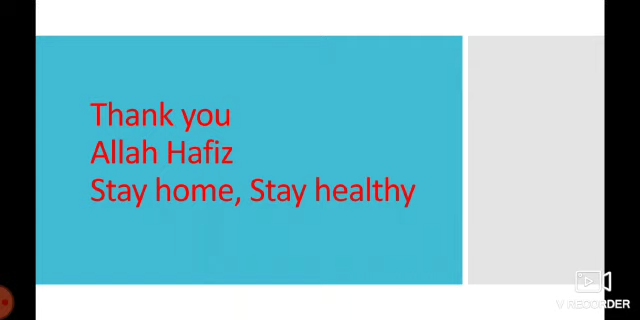 Thank you
Allah Hafiz
Stay home, Stay healthy
V RECORDER